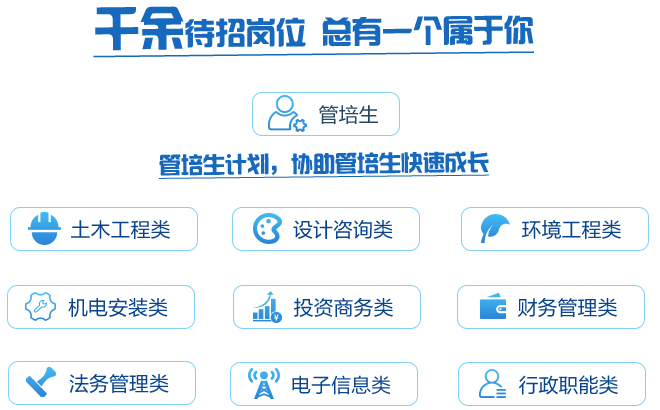 千余待招岗位 总有一个属于你
管培生
管培生计划，协助管培生快速成长
土木工程类 设计咨询类 环境工程类
机电安装类 投资商务类 财务管理类
法务管理类 电子信息类 行政职能类